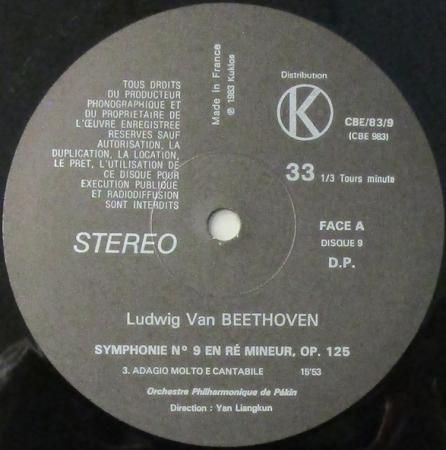 TOUS DROITS
DU PRODUCTEUR
PHONOGRAPHIQUE ET
DU PROPRIETAIRE DE
L'ŒUVRE ENREGISTREE
RESERVES SAUF
AUTORISATION, LA
DUPLICATION, LA LOCATION,
LE PRET, L'UTILISATION DE
CE DISQUE POUR
EXECUTION PUBLIQUE
ET RADIODIFFUSION
SONT INTERDITS
Made in France
℗ 1983 Kuklos
Distribution
K
CBE/83/9
(CBE 983)
33 1/3 Tours minute
FACE A
DISQUE 9
D.P.
STEREO
Ludwig Van BEETHOVEN
SYMPHONIE N° 9 EN RÉ MINEUR, OP. 125
3. ADAGIO MOLTO E CANTABILE 15'53
Orchestre Philharmonique de Pékin
Direction : Yan Liangkun